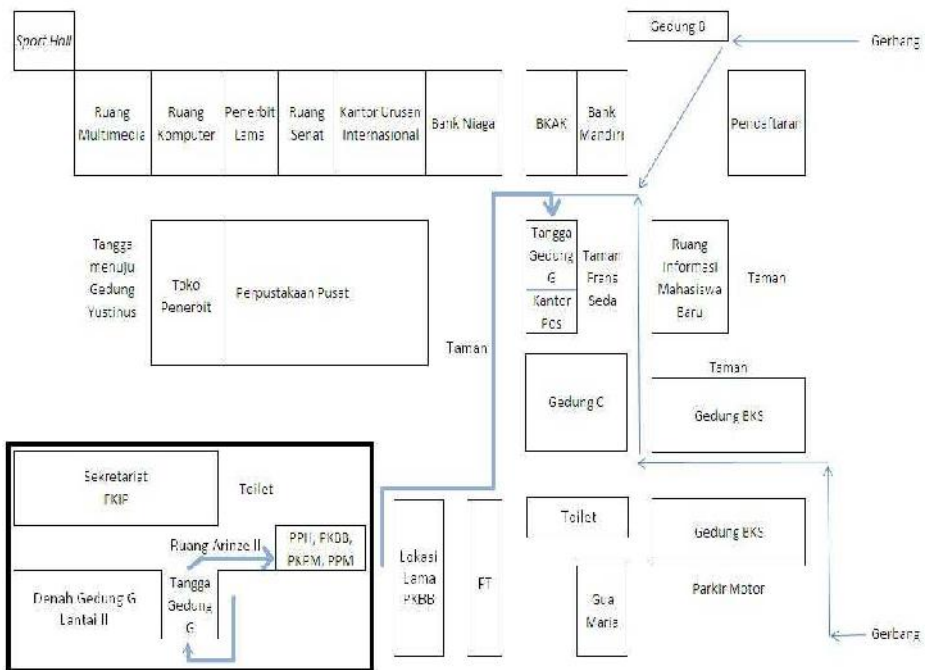 Sport Hall
Gedung B
Gerbang
Ruang
Multimedia
Ruang
Komputer
Penerbit
Lama
Ruang
Senat
Kantor Urusan
Internasional
Bank Niaga
BKAK
Bank
Mandiri
Pendaftaran
Tangga
menuju
Gedung
Yustinus
Toko
Penerbit
Perpustakaan Pusat
Taman
Tangga
Gedung
G
Kantor
Pos
Taman
Frans
Seda
Ruang
Informasi
Mahasiswa
Baru
Taman
Gedung C
Taman
Gedung BKS
Sekretariat
FKIP
Toilet
Ruang Arinze II
PPH, PKBB,
PKPM, PPM
Denah Gedung G
Lantai II
Tangga
Gedung
G
Lokasi
Lama
PKBB
FT
Toilet
Gua
Maria
Gedung BKS
Parkir Motor
Gerbang